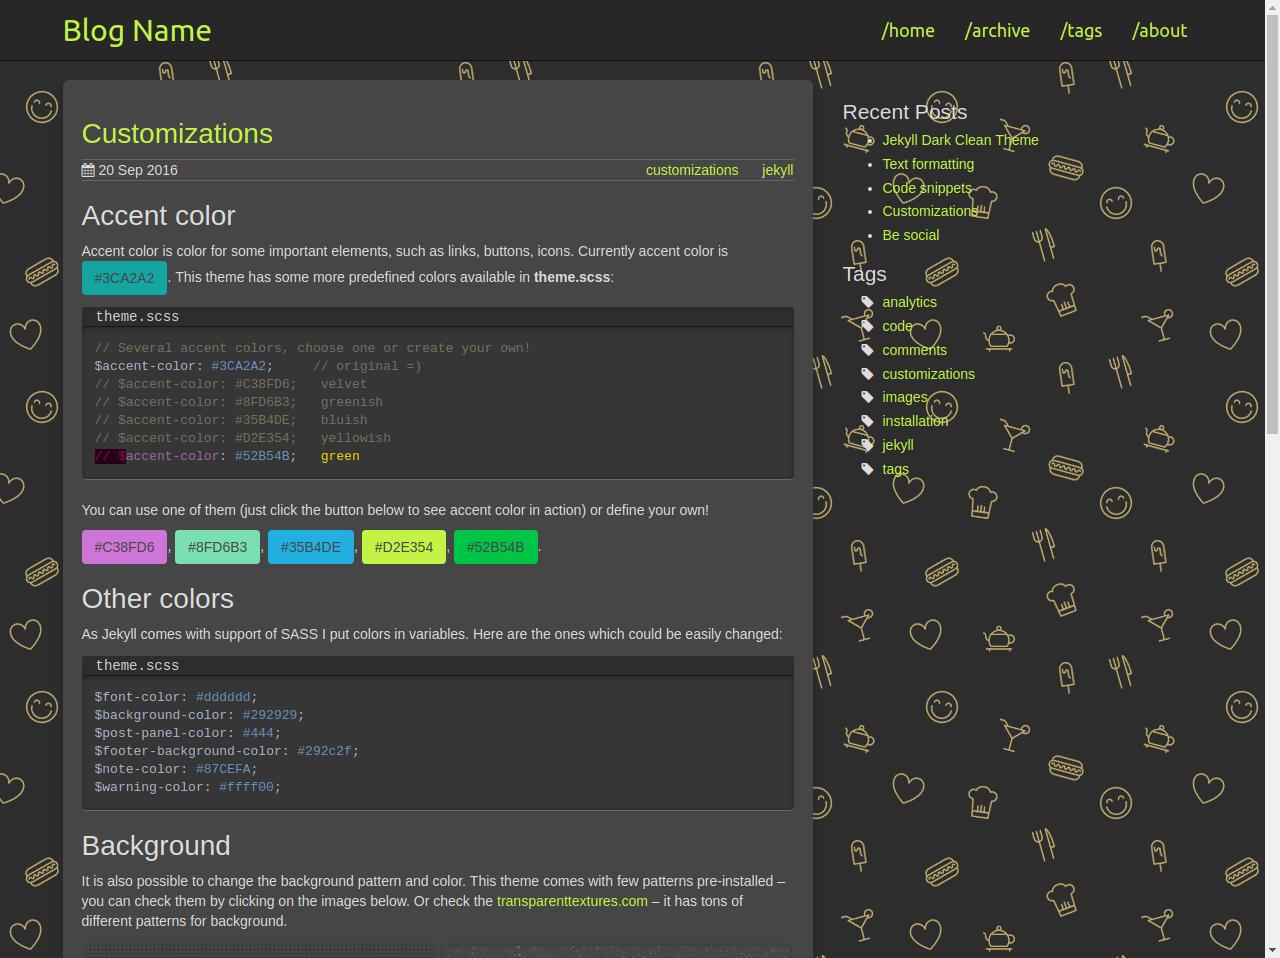 Blog Name
/home /archive /tags /about
Customizations
20 Sep 2016 customizations jekyll
Accent color
Accent color is color for some important elements, such as links, buttons, icons. Currently accent color is
#3CA2A2. This theme has some more predefined colors available in theme.scss:
theme.scss
// Several accent colors, choose one or create your own!
$accent-color: #3CA2A2; // original =)
// $accent-color: #C38FD6; velvet
// $accent-color: #8FD6B3; greenish
// $accent-color: #35B4DE; bluish
// $accent-color: #D2E354; yellowish
// $accent-color: #52B54B; green
You can use one of them (just click the button below to see accent color in action) or define your own!
#C38FD6, #8FD6B3, #35B4DE, #D2E354, #52B54B.
Other colors
As Jekyll comes with support of SASS I put colors in variables. Here are the ones which could be easily changed:
theme.scss
$font-color: #dddddd;
$background-color: #292929;
$post-panel-color: #444;
$footer-background-color: #292c2f;
$note-color: #87CEFA;
$warning-color: #ffff00;
Background
It is also possible to change the background pattern and color. This theme comes with few patterns pre-installed –
you can check them by clicking on the images below. Or check the transparenttextures.com – it has tons of
different patterns for background.
Recent Posts
Jekyll Dark Clean Theme
Text formatting
Code snippets
Customizations
Be social
Tags
analytics
code
comments
customizations
images
installation
jekyll
tags